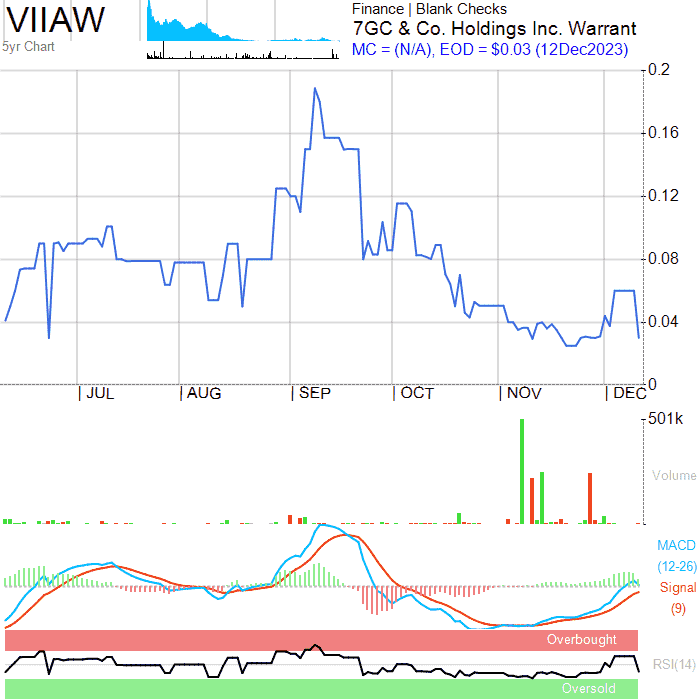 VIIAW
5yr Chart
Finance | Blank Checks
7GC & Co. Holdings Inc. Warrant
MC = (N/A), EOD = $0.03 (12Dec2023)
0.2
0.16
0.12
0.08
0.04
0
JUL AUG SEP OCT NOV DEC
501k
Volume
MACD
(12-26)
Signal
(9)
Overbought
RSI(14)
Oversold